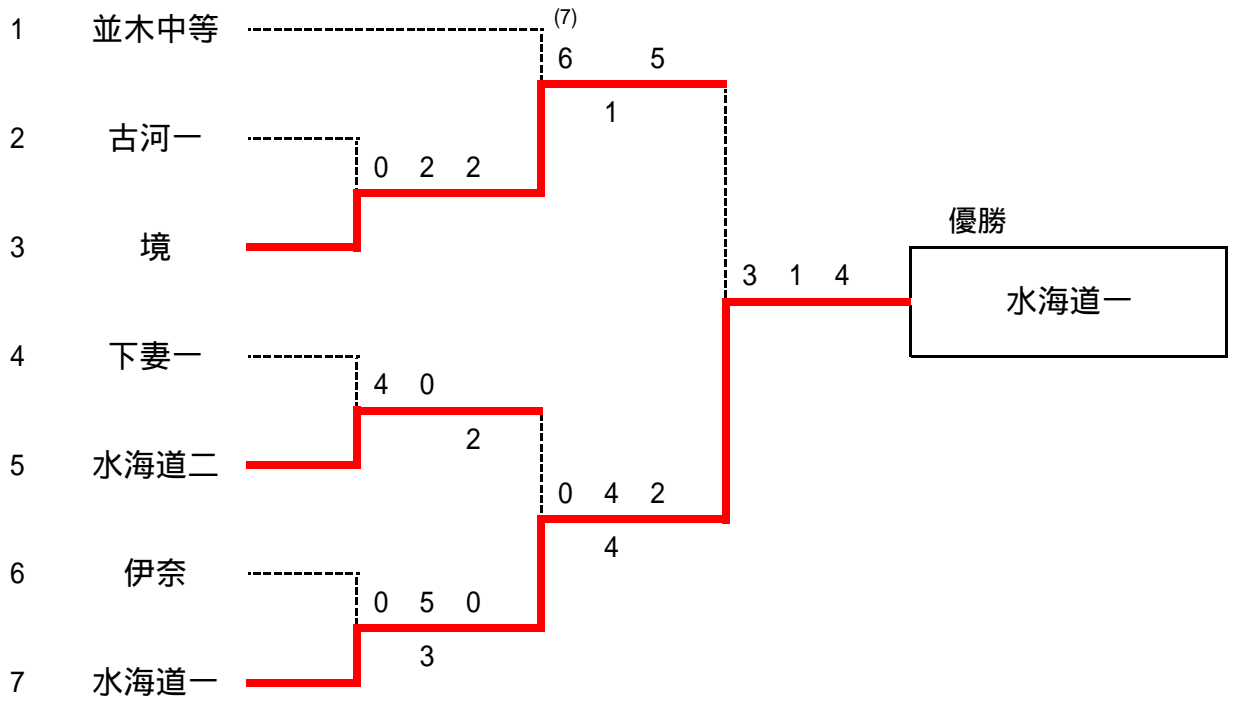 (7)
1 並木中等
6 5
1
2 古河一
0 2 2
優勝
3 境
3 1 4
水海道一
4 下妻一
4 0
2
5 水海道二
0 4 2
4
6 伊奈
0 5 0
3
7 水海道一